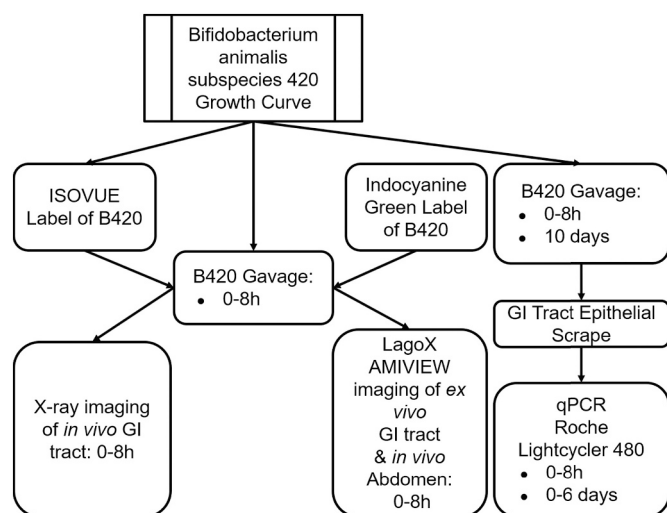 Bifidobacterium
animalis
subspecies 420
Growth Curve
ISOVUE
Label of B420
Indocyanine
Green Label
of B420
B420 Gavage:
• 0-8h
• 10 days
B420 Gavage:
• 0-8h
GI Tract Epithelial
Scrape
X-ray imaging
of in vivo GI
tract: 0-8h
LagoX
AMIVIEW
imaging of ex
vivo
GI tract
& in vivo
Abdomen:
0-8h
qPCR
Roche
Lightcycler 480
• 0-8h
• 0-6 days